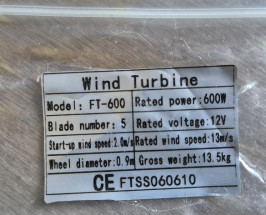 Wind Turbine
Model: FT-600 Rated power:600W
Blade number: 5 Rated voltage:12V
Start-up wind speed:2.0m/s Rated wind speed:13m/s
Wheel diameter:0.9m Gross weight:13.5kg
CE FTSS060610